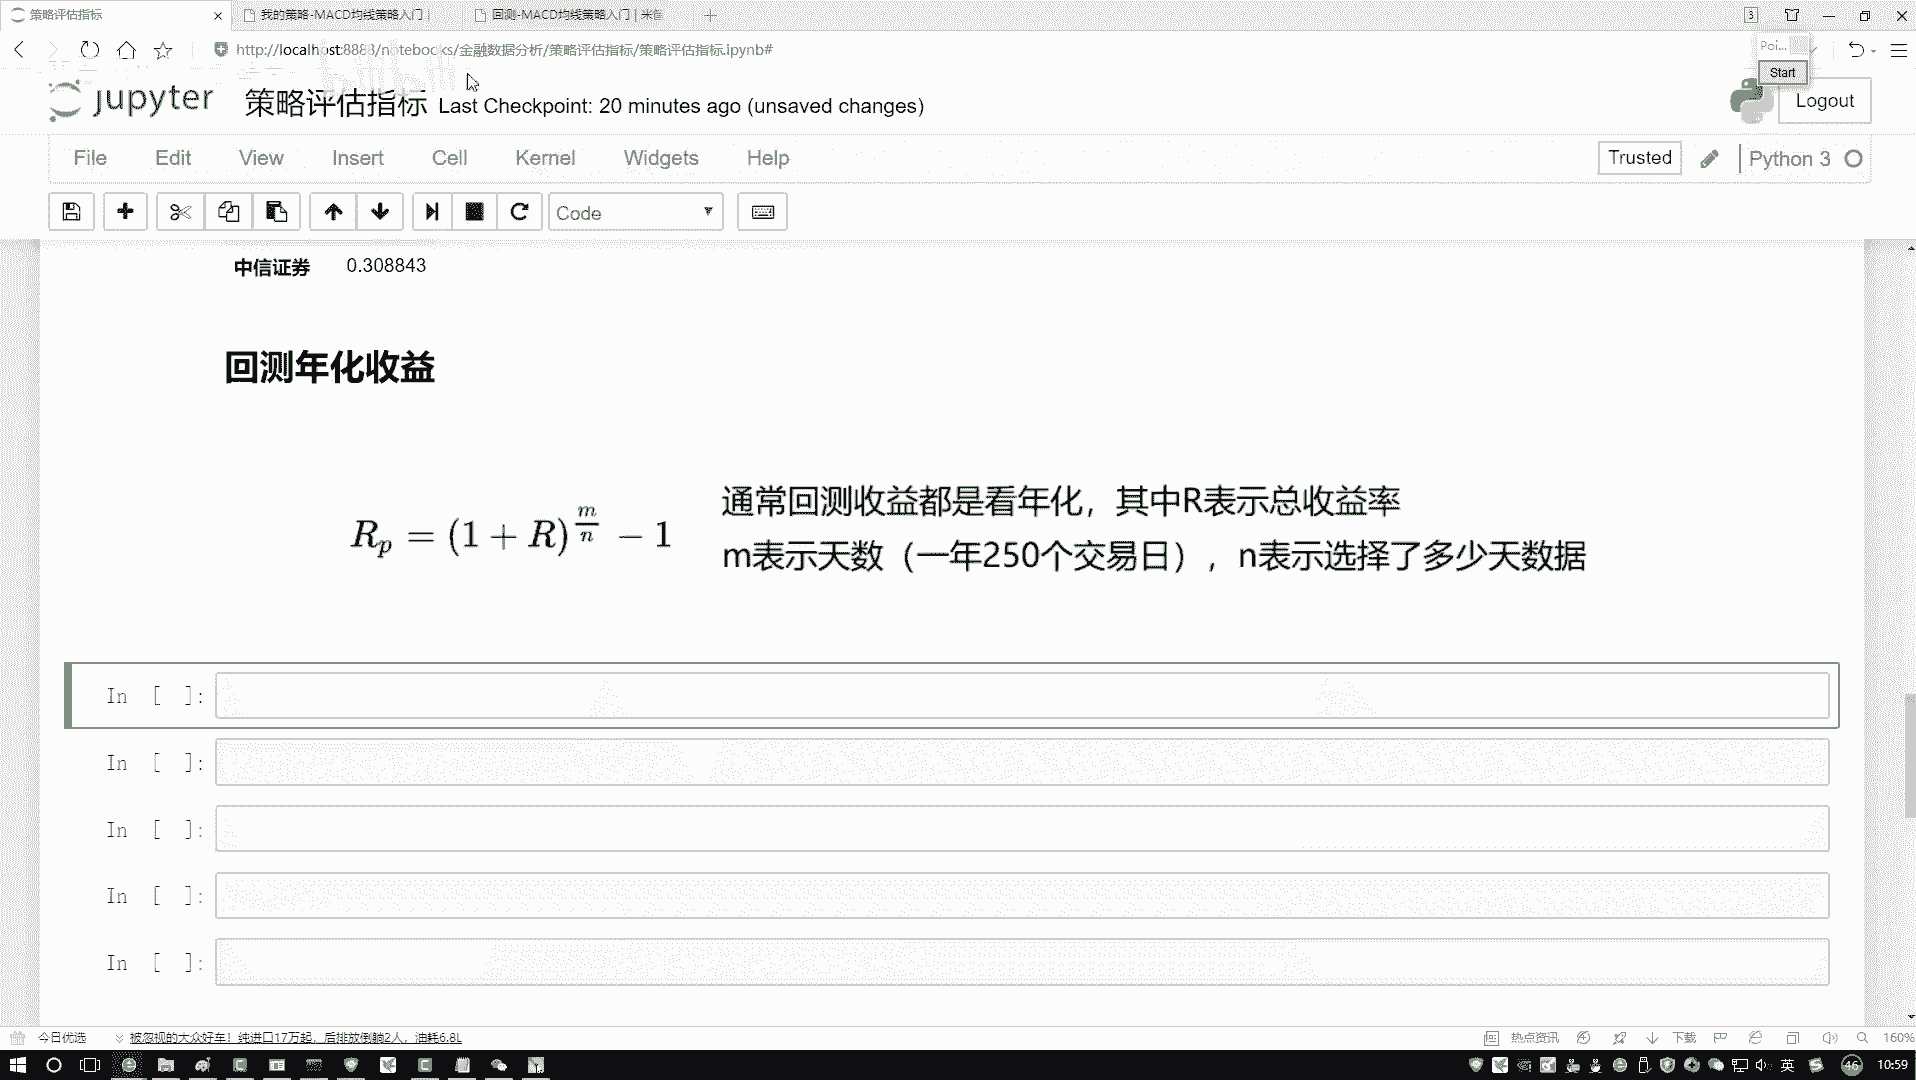 策略评估指标
我的策略-MACD均线策略入门 |
回测-MACD均线策略入门 | 米筐
3
http://localhost:8888/notebooks/金融数据分析/策略评估指标/策略评估指标.ipynb#
Poi...
Start
bilibili
jupyter 策略评估指标 Last Checkpoint: 20 minutes ago (unsaved changes)
Logout
File Edit View Insert Cell Kernel Widgets Help
Trusted
Python 3
Code
中信证券 0.308843
回测年化收益
R_p = (1 + R)^{m/n} − 1
通常回测收益都是看年化，其中R表示总收益率
m表示天数（一年250个交易日），n表示选择了多少天数据
In [ ]:
In [ ]:
In [ ]:
In [ ]:
In [ ]:
今日优选
被忽视的大众好车！纯进口17万起，后排放倒躺2人，油耗6.8L
热点资讯
下载
160%
英
46
10:59